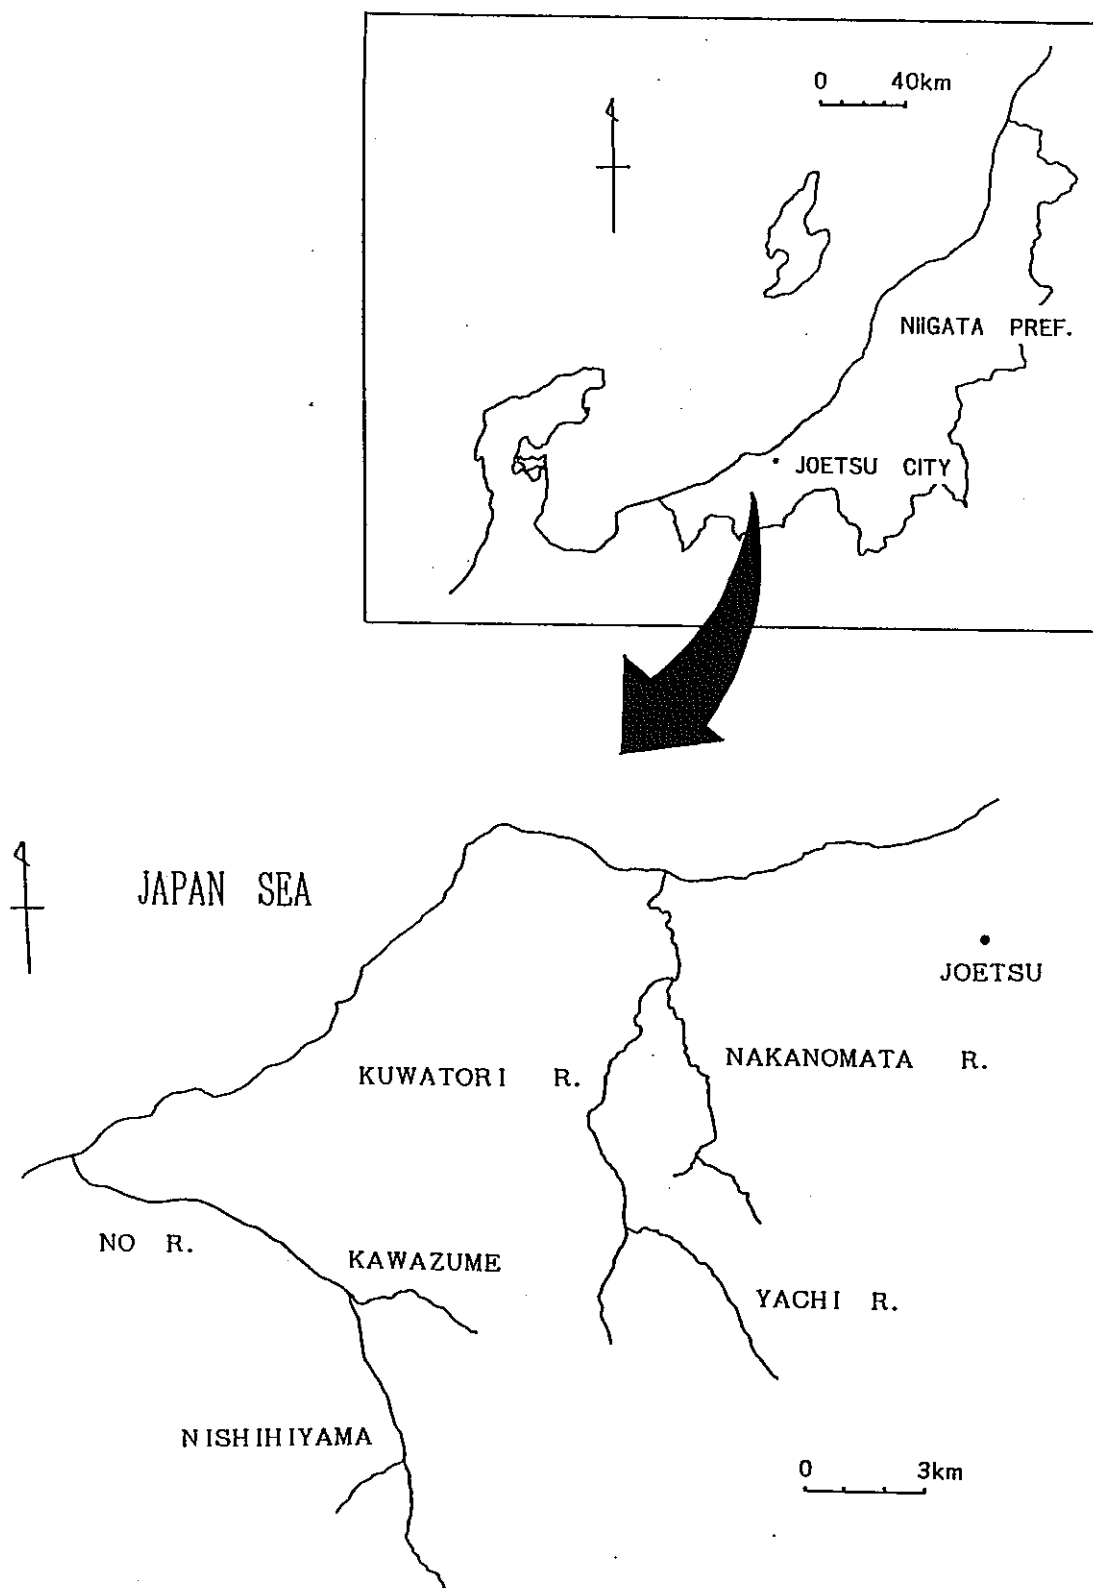 0 40km
NIIGATA PREF.
JOETSU CITY
JAPAN SEA
JOETSU
KUWATORI R.
NAKANOMATA R.
NO R.
KAWAZUME
YACHI R.
NISHIHIYAMA
0 3km